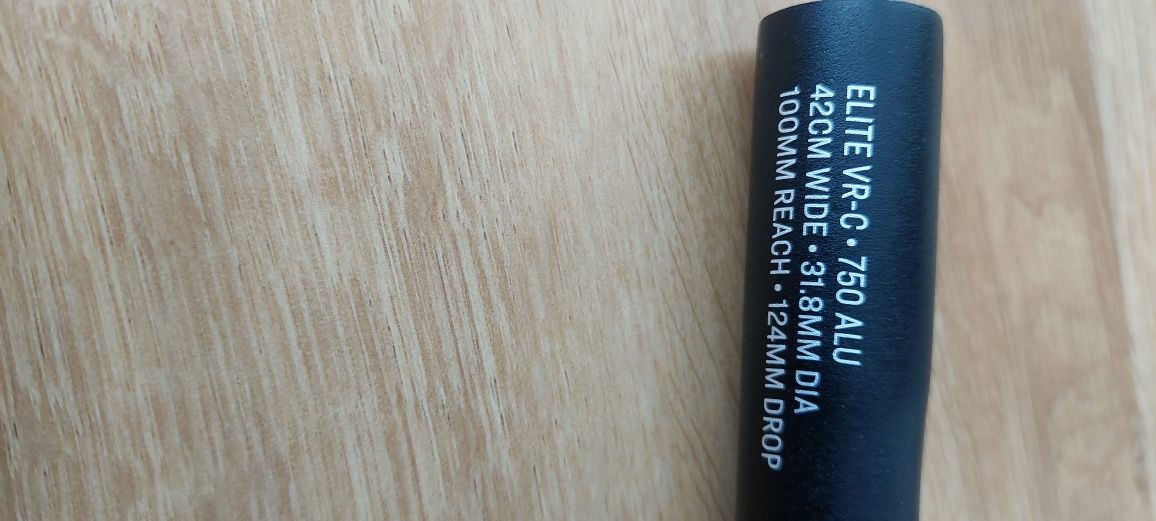 ELITE VR-C • 750 ALU
42CM WIDE • 31.8MM DIA
100MM REACH • 124MM DROP